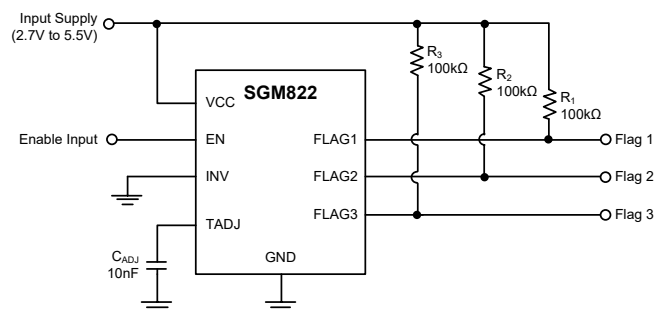 Input Supply
(2.7V to 5.5V)
R3
100kΩ
R2
100kΩ
R1
100kΩ
SGM822
VCC
Enable Input
EN
FLAG1
Flag 1
INV
FLAG2
Flag 2
FLAG3
Flag 3
TADJ
CADJ
10nF
GND